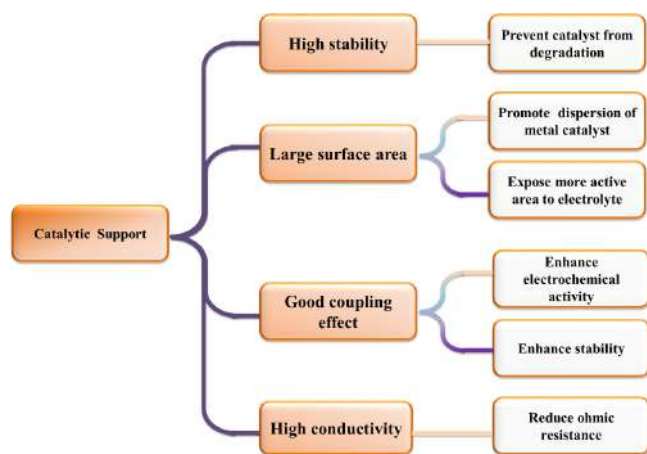 Catalytic Support
High stability
Prevent catalyst from
degradation
Large surface area
Promote dispersion of
metal catalyst
Expose more active
area to electrolyte
Good coupling
effect
Enhance
electrochemical
activity
Enhance stability
High conductivity
Reduce ohmic
resistance